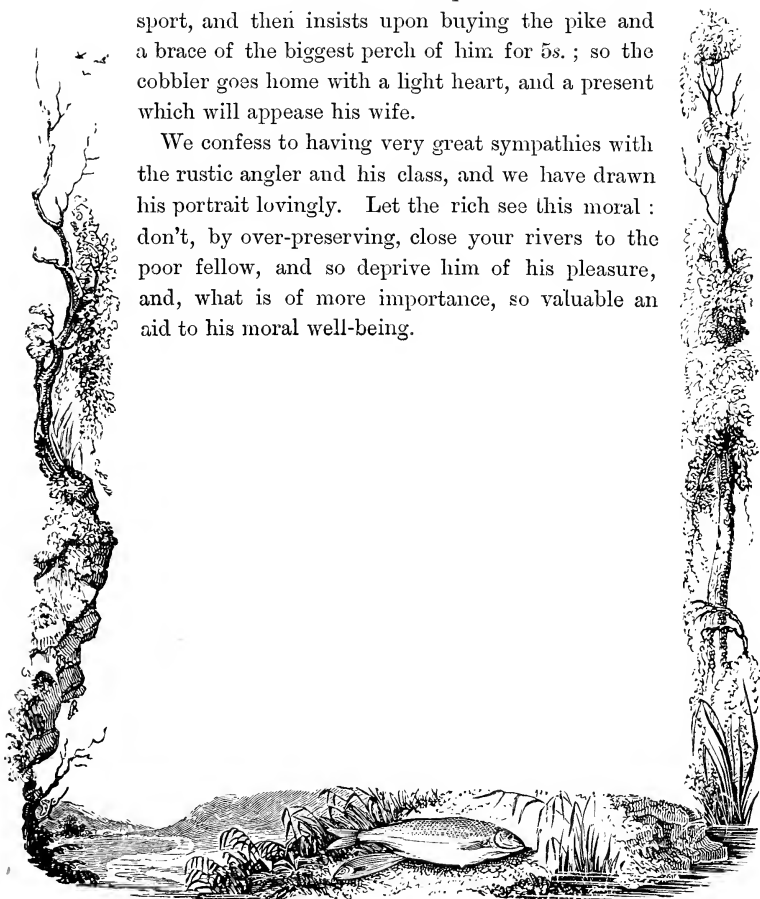 sport, and then insists upon buying the pike and
a brace of the biggest perch of him for 5s. ; so the
cobbler goes home with a light heart, and a present
which will appease his wife.
We confess to having very great sympathies with
the rustic angler and his class, and we have drawn
his portrait lovingly. Let the rich see this moral :
don't, by over-preserving, close your rivers to the
poor fellow, and so deprive him of his pleasure,
and, what is of more importance, so valuable an
aid to his moral well-being.